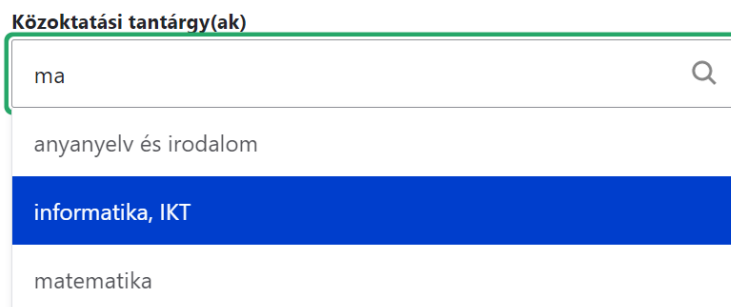 Közoktatási tantárgy(ak)
ma
anyanyelv és irodalom
informatika, IKT
matematika